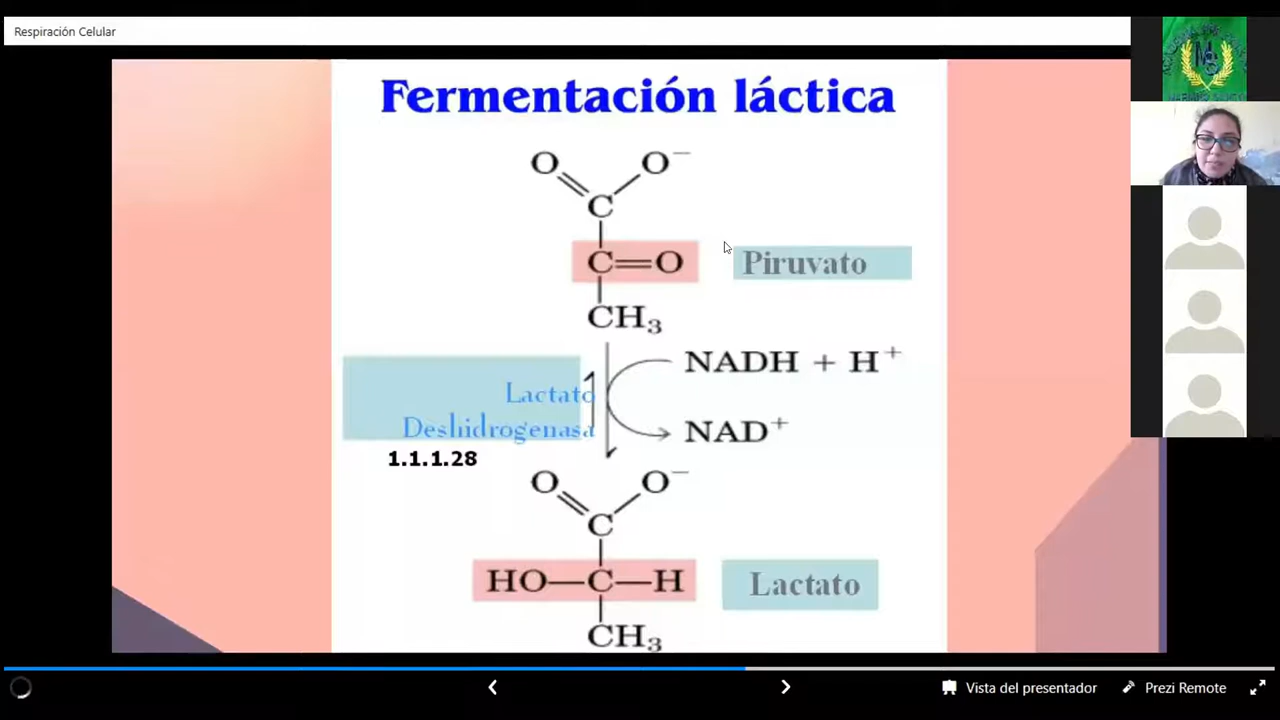 Respiración Celular
Fermentación láctica
O O⁻
C
C=O
Piruvato
CH₃
NADH + H⁺
Lactato
Deshidrogenasa
NAD⁺
1.1.1.28
O O⁻
C
HO—C—H
Lactato
CH₃
Vista del presentador
Prezi Remote